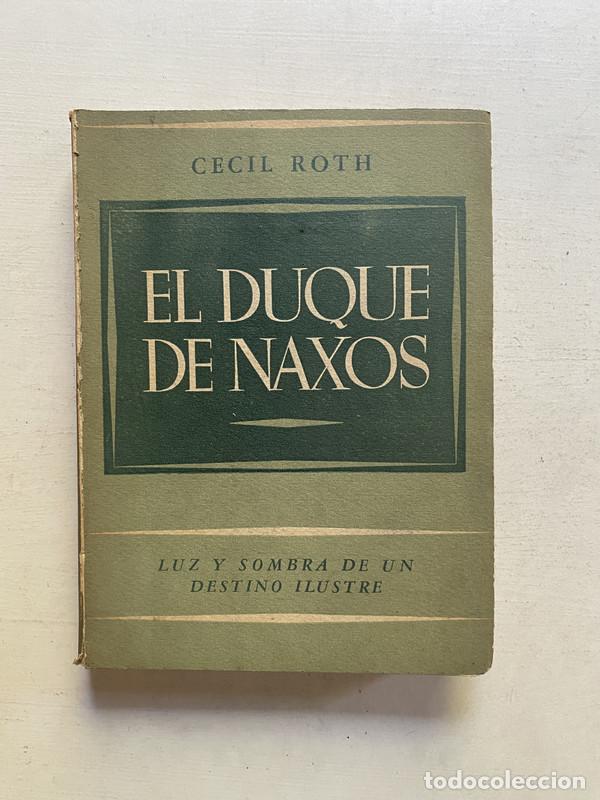 CECIL ROTH
EL DUQUE
DE NAXOS
LUZ Y SOMBRA DE UN
DESTINO ILUSTRE
todocoleccion